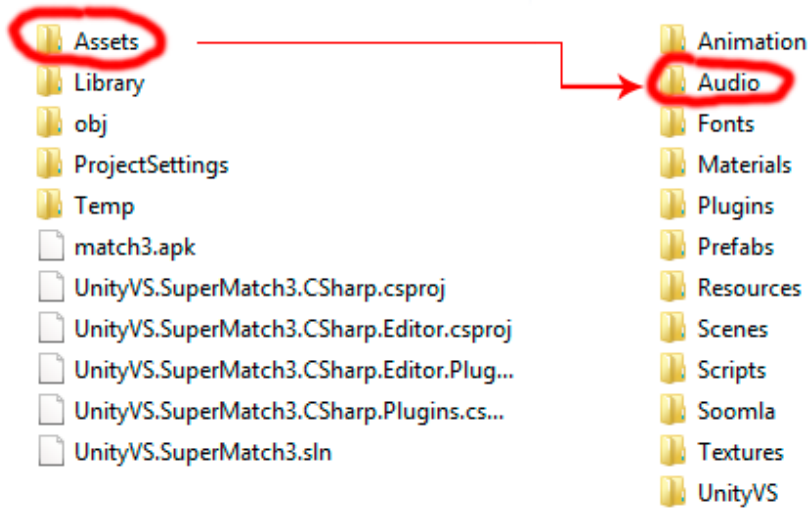 Assets
Library
obj
ProjectSettings
Temp
match3.apk
UnityVS.SuperMatch3.CSharp.csproj
UnityVS.SuperMatch3.CSharp.Editor.csproj
UnityVS.SuperMatch3.CSharp.Editor.Plug...
UnityVS.SuperMatch3.CSharp.Plugins.cs...
UnityVS.SuperMatch3.sln
Animation
Audio
Fonts
Materials
Plugins
Prefabs
Resources
Scenes
Scripts
Soomla
Textures
UnityVS